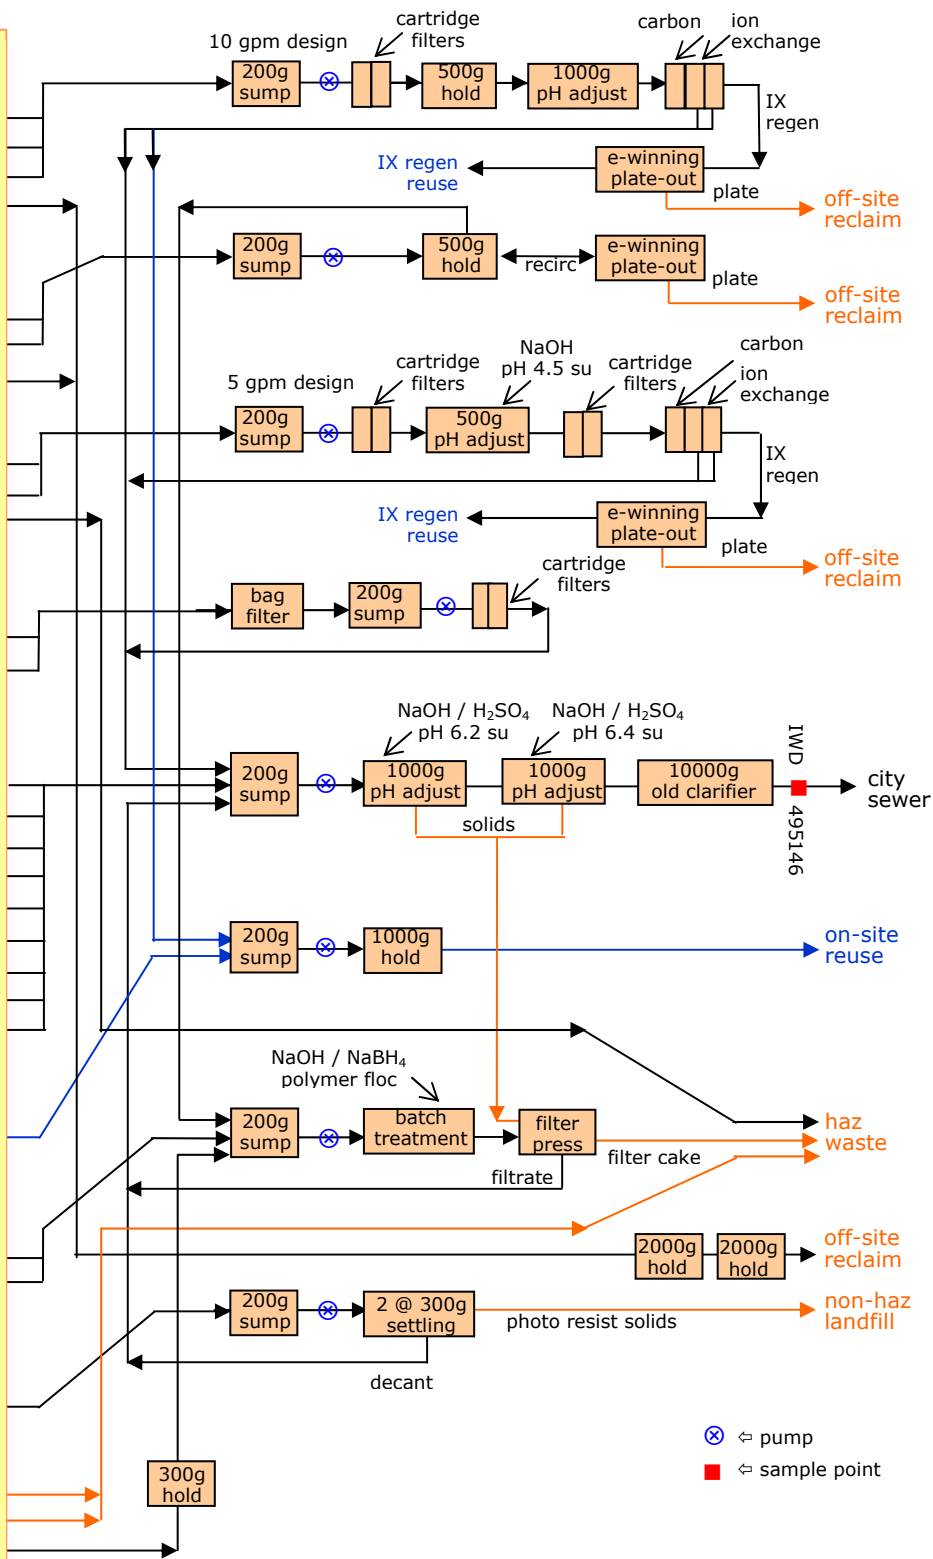 cartridge
filters
carbon
ion
exchange
10 gpm design
200g
sump
500g
hold
1000g
pH adjust
IX
regen
IX regen
reuse
e-winning
plate-out
plate
off-site
reclaim
200g
sump
500g
hold
recirc
e-winning
plate-out
plate
off-site
reclaim
5 gpm design
cartridge
filters
NaOH
pH 4.5 su
cartridge
filters
carbon
ion
exchange
200g
sump
500g
pH adjust
IX
regen
IX regen
reuse
e-winning
plate-out
plate
off-site
reclaim
bag
filter
200g
sump
cartridge
filters
NaOH / H₂SO₄
pH 6.2 su
NaOH / H₂SO₄
pH 6.4 su
200g
sump
1000g
pH adjust
1000g
pH adjust
10000g
old clarifier
IWD
495146
city
sewer
solids
200g
sump
1000g
hold
on-site
reuse
NaOH / NaBH₄
polymer floc
200g
sump
batch
treatment
filter
press
filter cake
filtrate
haz
waste
2000g
hold
2000g
hold
off-site
reclaim
200g
sump
2 @ 300g
settling
photo resist solids
non-haz
landfill
decant
⇦ pump
⇦ sample point
300g
hold